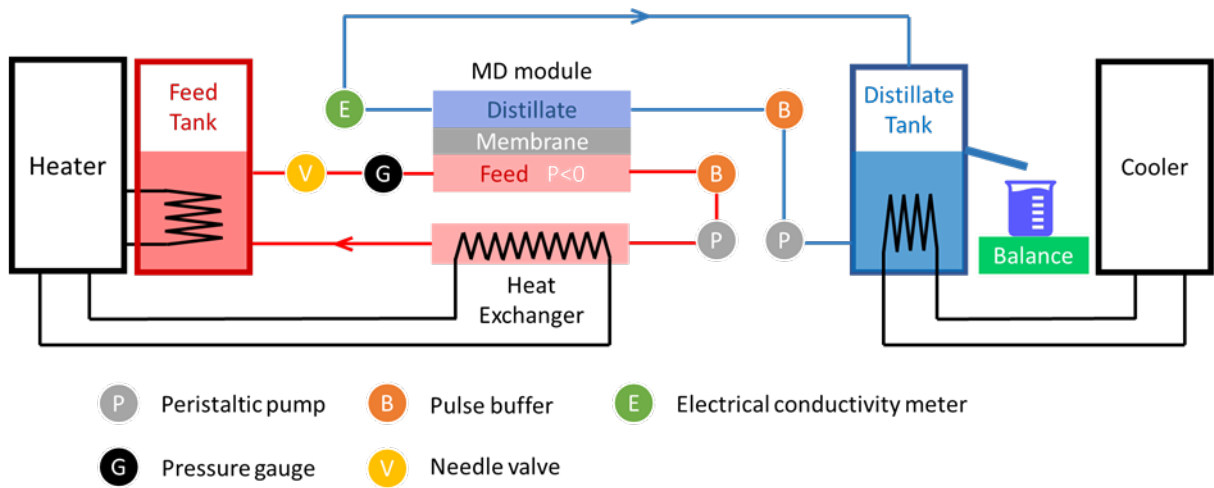 MD module
Heater
Feed
Tank
E
Distillate
B
Distillate
Tank
Membrane
V
G
Feed P<0
B
Cooler
P
P
Balance
Heat
Exchanger
P Peristaltic pump
B Pulse buffer
E Electrical conductivity meter
G Pressure gauge
V Needle valve